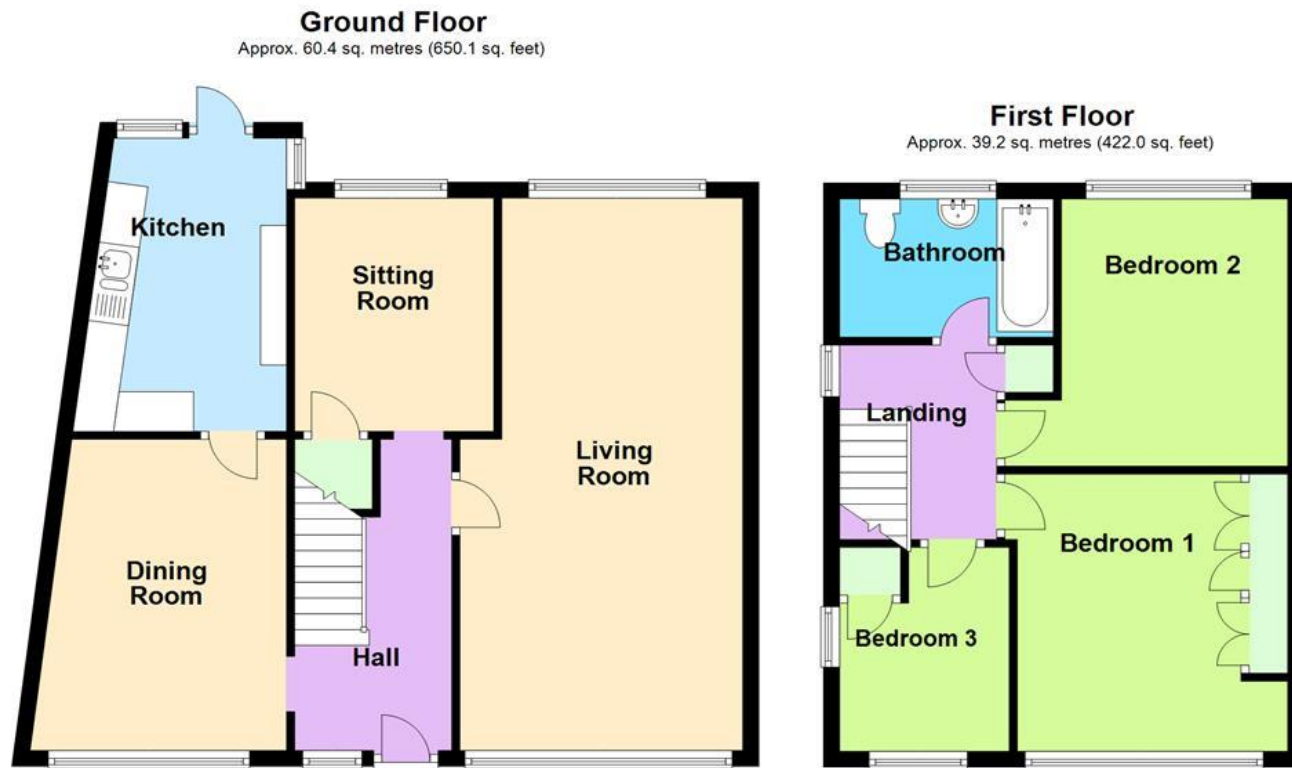 Ground Floor
Approx. 60.4 sq. metres (650.1 sq. feet)
Kitchen
Sitting
Room
Living
Room
Dining
Room
Hall
First Floor
Approx. 39.2 sq. metres (422.0 sq. feet)
Bathroom
Bedroom 2
Landing
Bedroom 1
Bedroom 3